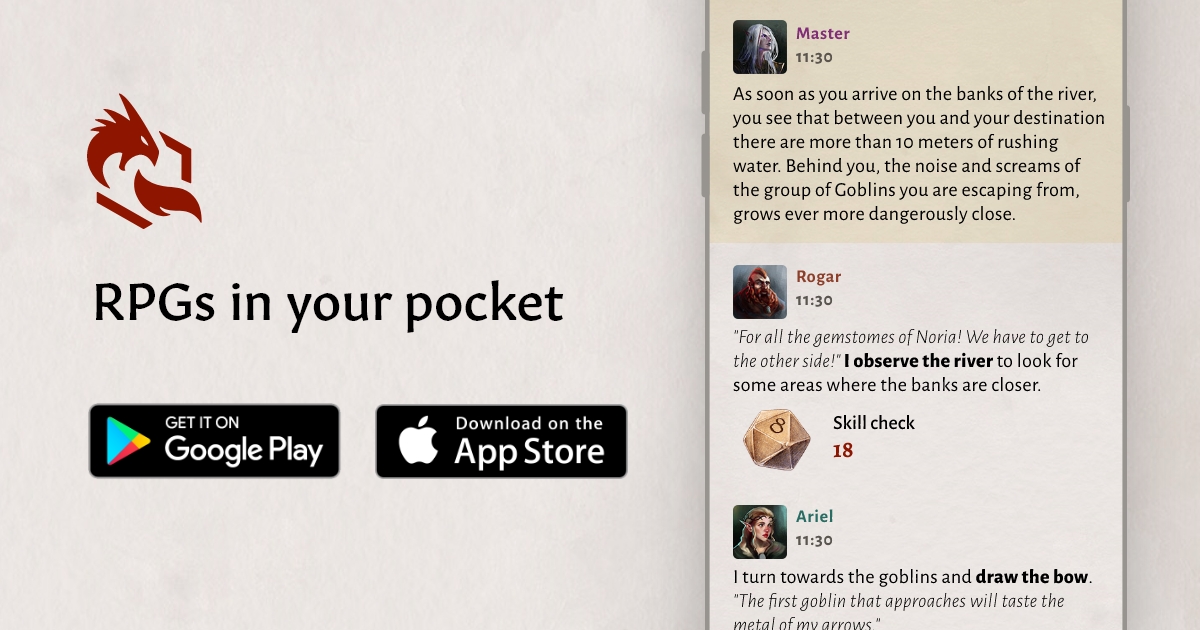 RPGs in your pocket
GET IT ON
Google Play
Download on the
App Store
Master
11:30
As soon as you arrive on the banks of the river,
you see that between you and your destination
there are more than 10 meters of rushing
water. Behind you, the noise and screams of
the group of Goblins you are escaping from,
grows ever more dangerously close.
Rogar
11:30
"For all the gemstomes of Noria! We have to get to
the other side!" I observe the river to look for
some areas where the banks are closer.
8
Skill check
18
Ariel
11:30
I turn towards the goblins and draw the bow.
"The first goblin that approaches will taste the
metal of my arrows."